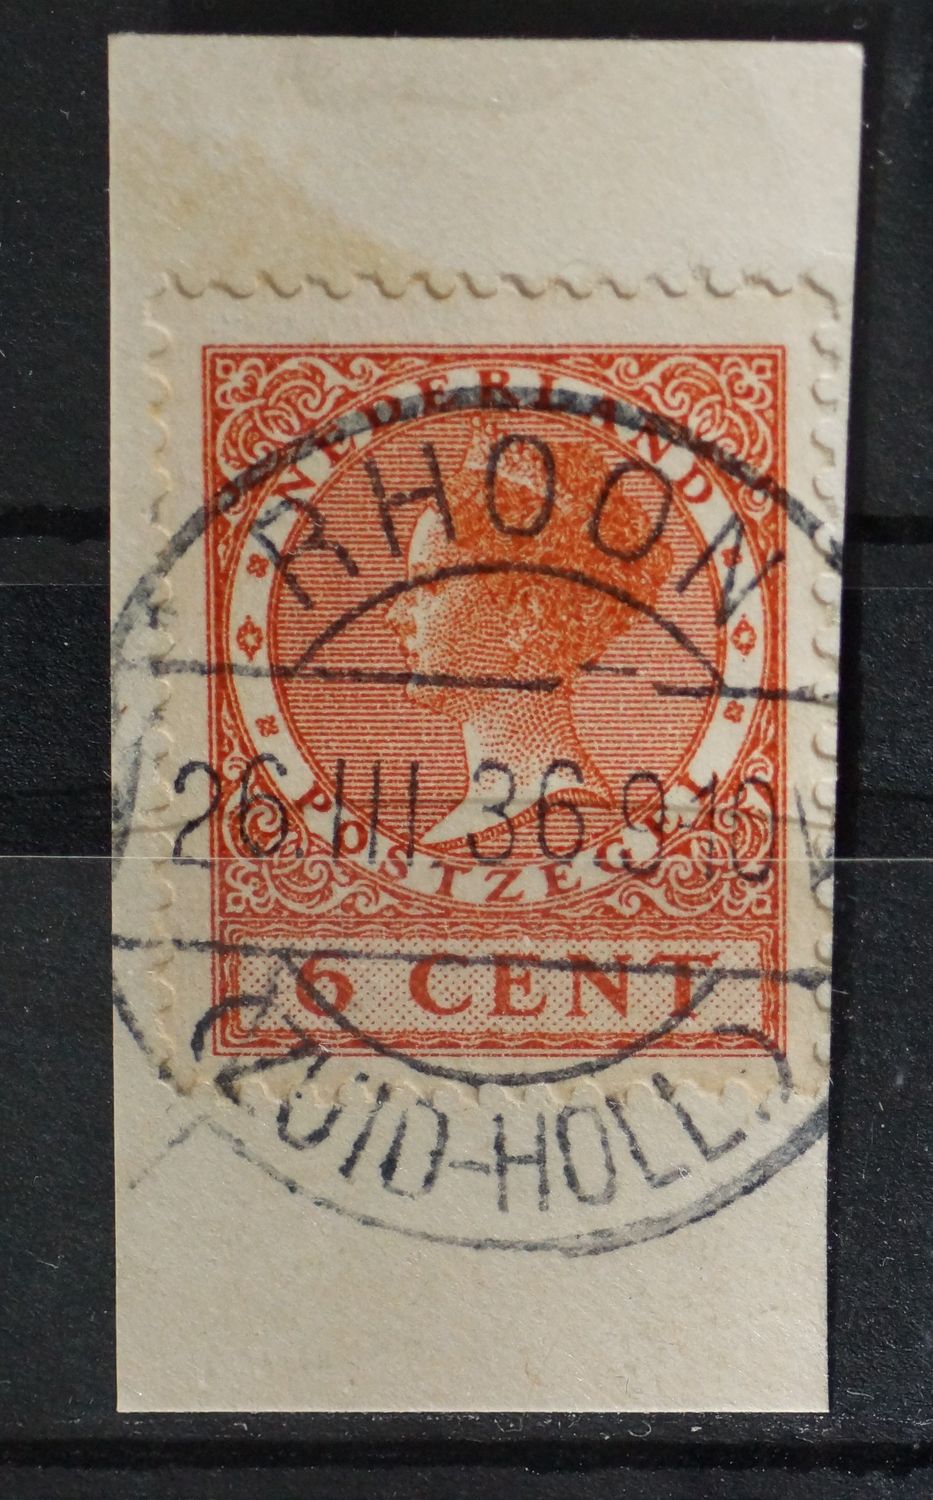 NEDERLAND
RHOON
26.III.36.9-10
POSTZEGEL
6 CENT
ZUID-HOLL.